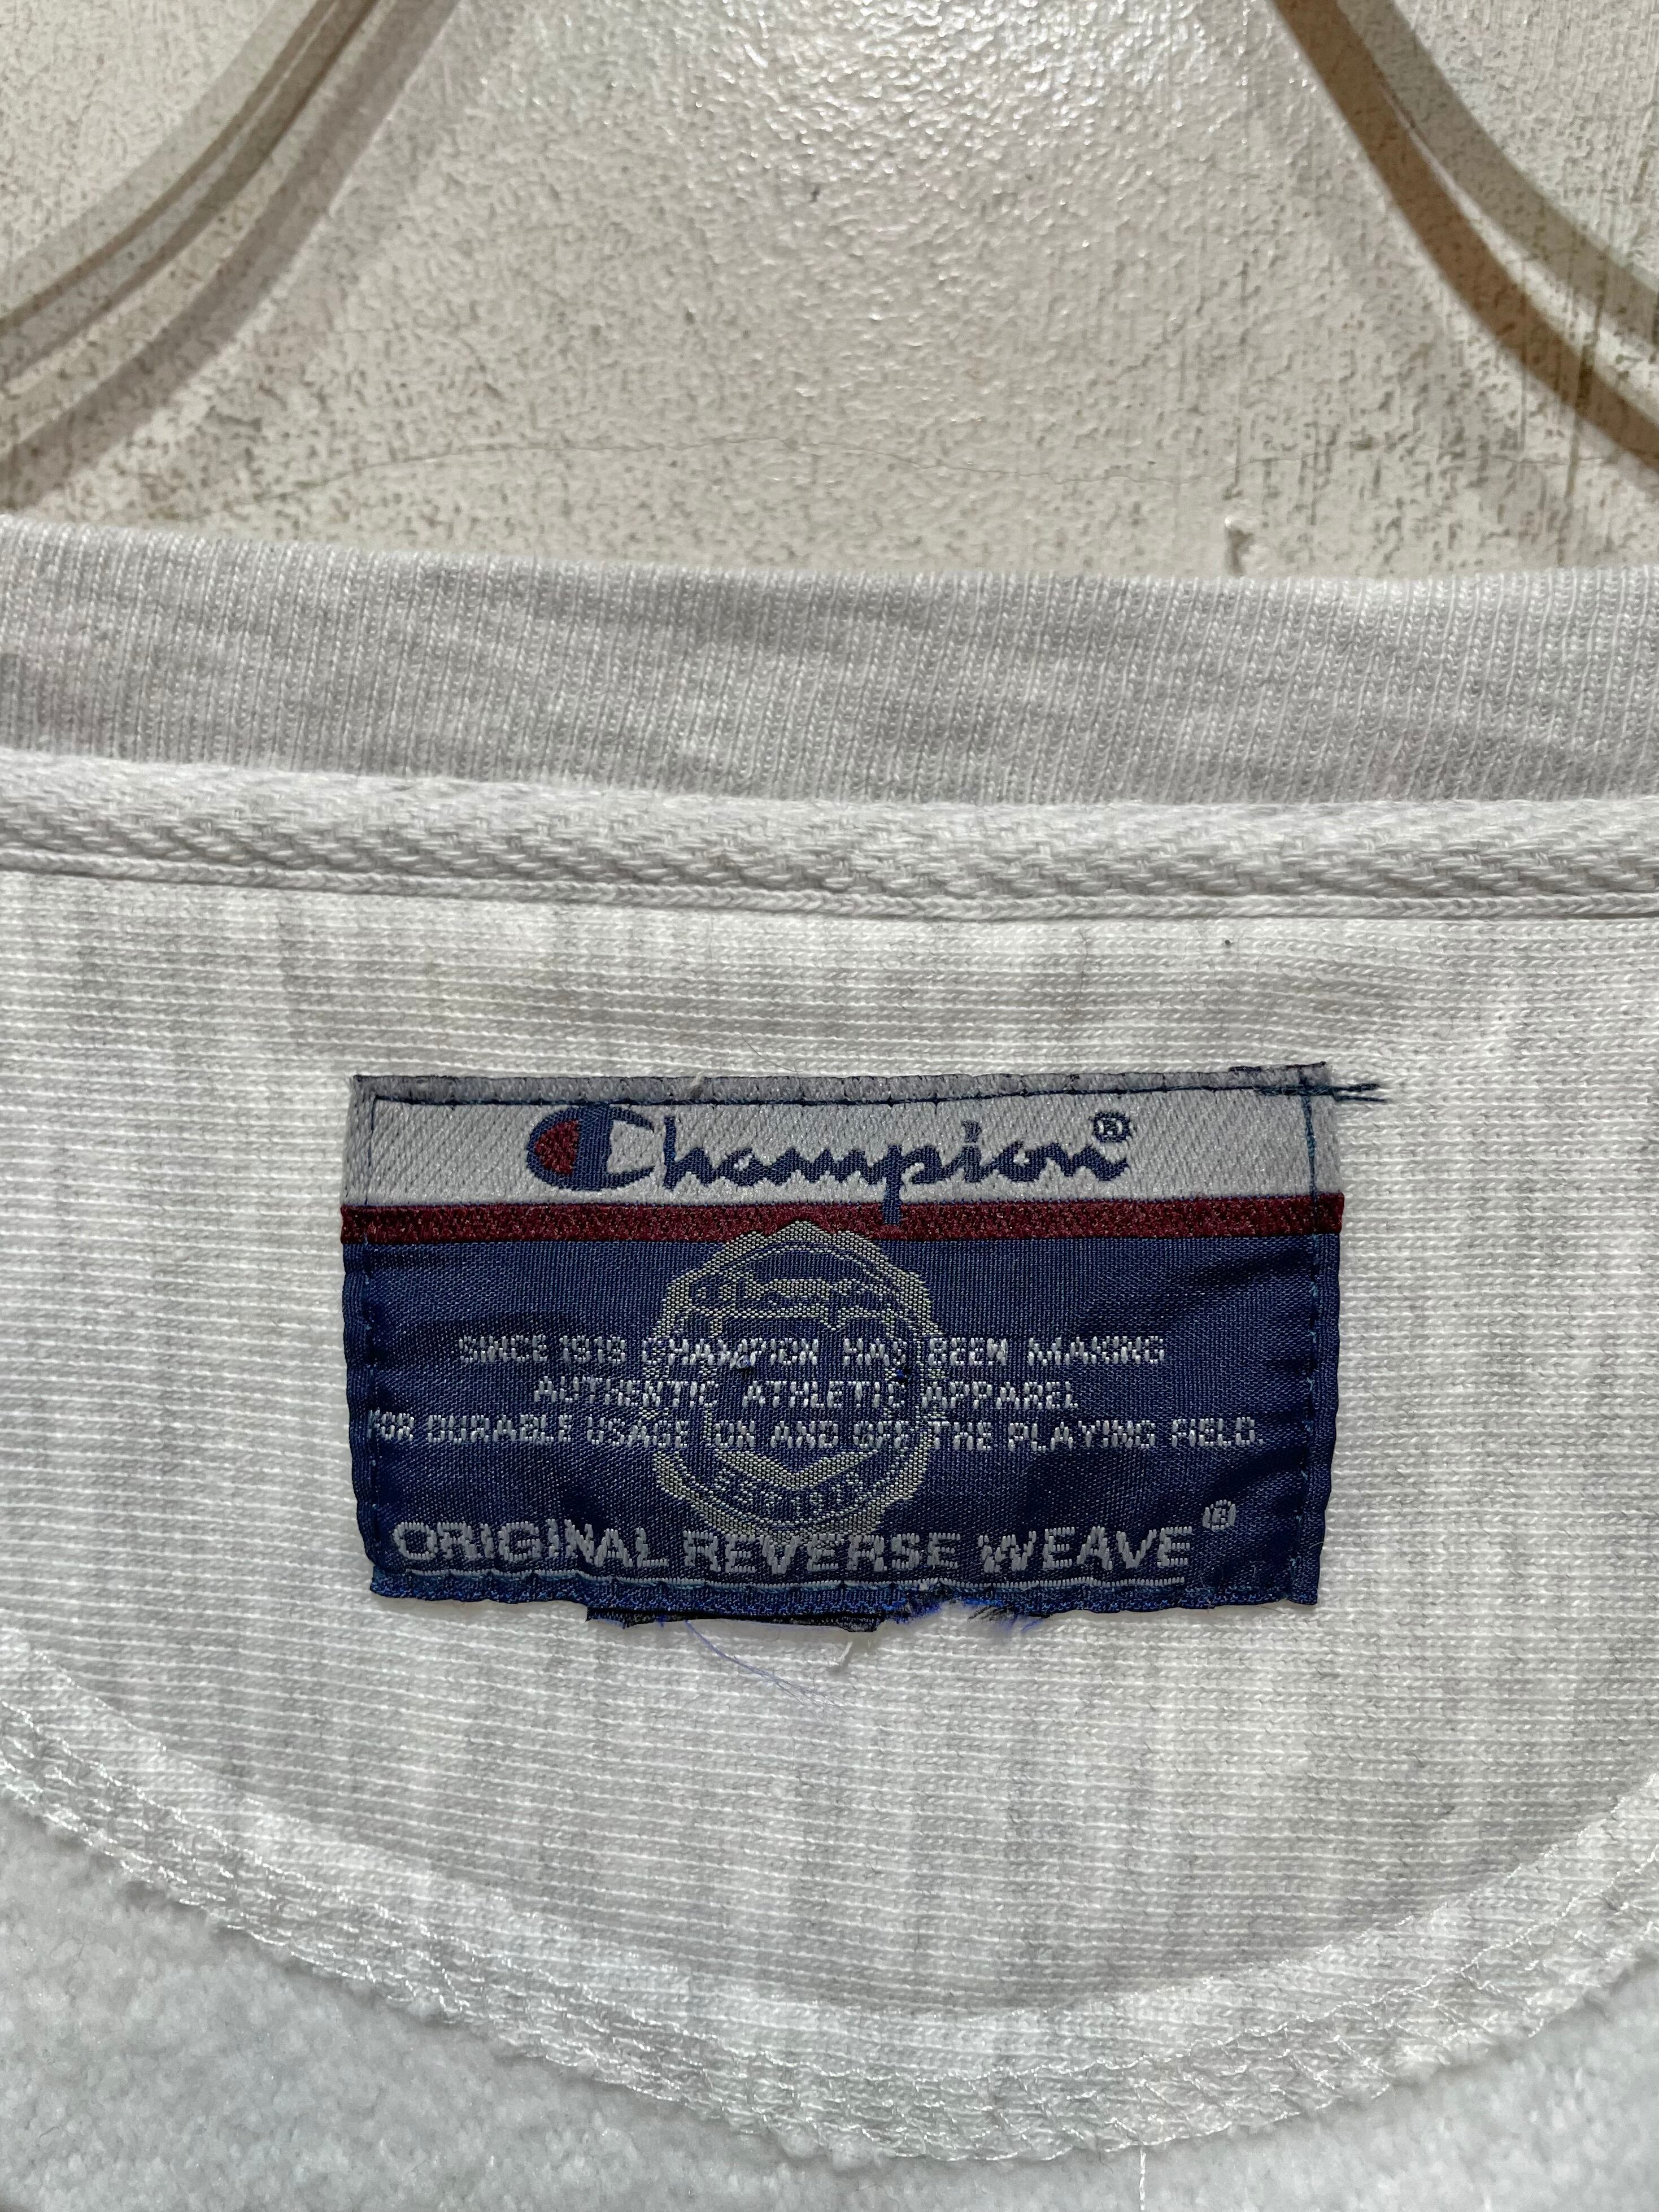 Champion®
Champion
SINCE 1919 CHAMPION HAS BEEN MAKING
AUTHENTIC ATHLETIC APPAREL
FOR DURABLE USAGE ON AND OFF THE PLAYING FIELD.
ORIGINAL REVERSE WEAVE®